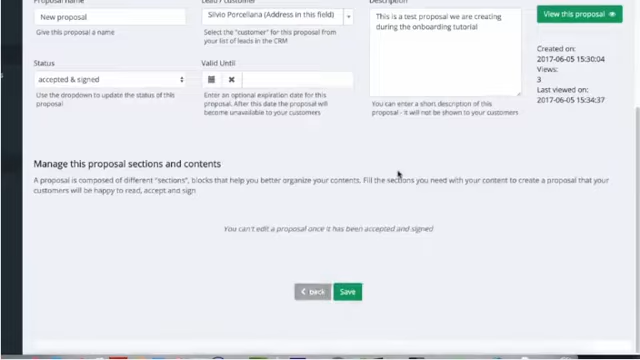 Proposal Name
Lead / Customer
Description
New proposal
Silvio Porceliana (Address in this field)
This is a test proposal we are creating
during the onboarding tutorial
View this proposal
Give this proposal a name
Select the "customer" for this proposal
from your list of leads in the CRM
Created on:
2017-06-05 15:30:04
Views:
3
Last viewed on:
2017-06-05 15:34:37
Status
Valid Until
accepted & signed
Use the dropdown to update the status of this
proposal
Enter an optional expiration date for this
proposal. After this date the proposal will
become unavailable to your customers
You can enter a short description of this
proposal - it will not be shown to your customers
Manage this proposal sections and contents
A proposal is composed of different "sections", blocks that help you better organize your contents. Fill the sections you need with your content to create a proposal that your
customers will be happy to read, accept and sign
You can't edit a proposal once it has been accepted and signed
Back
Save